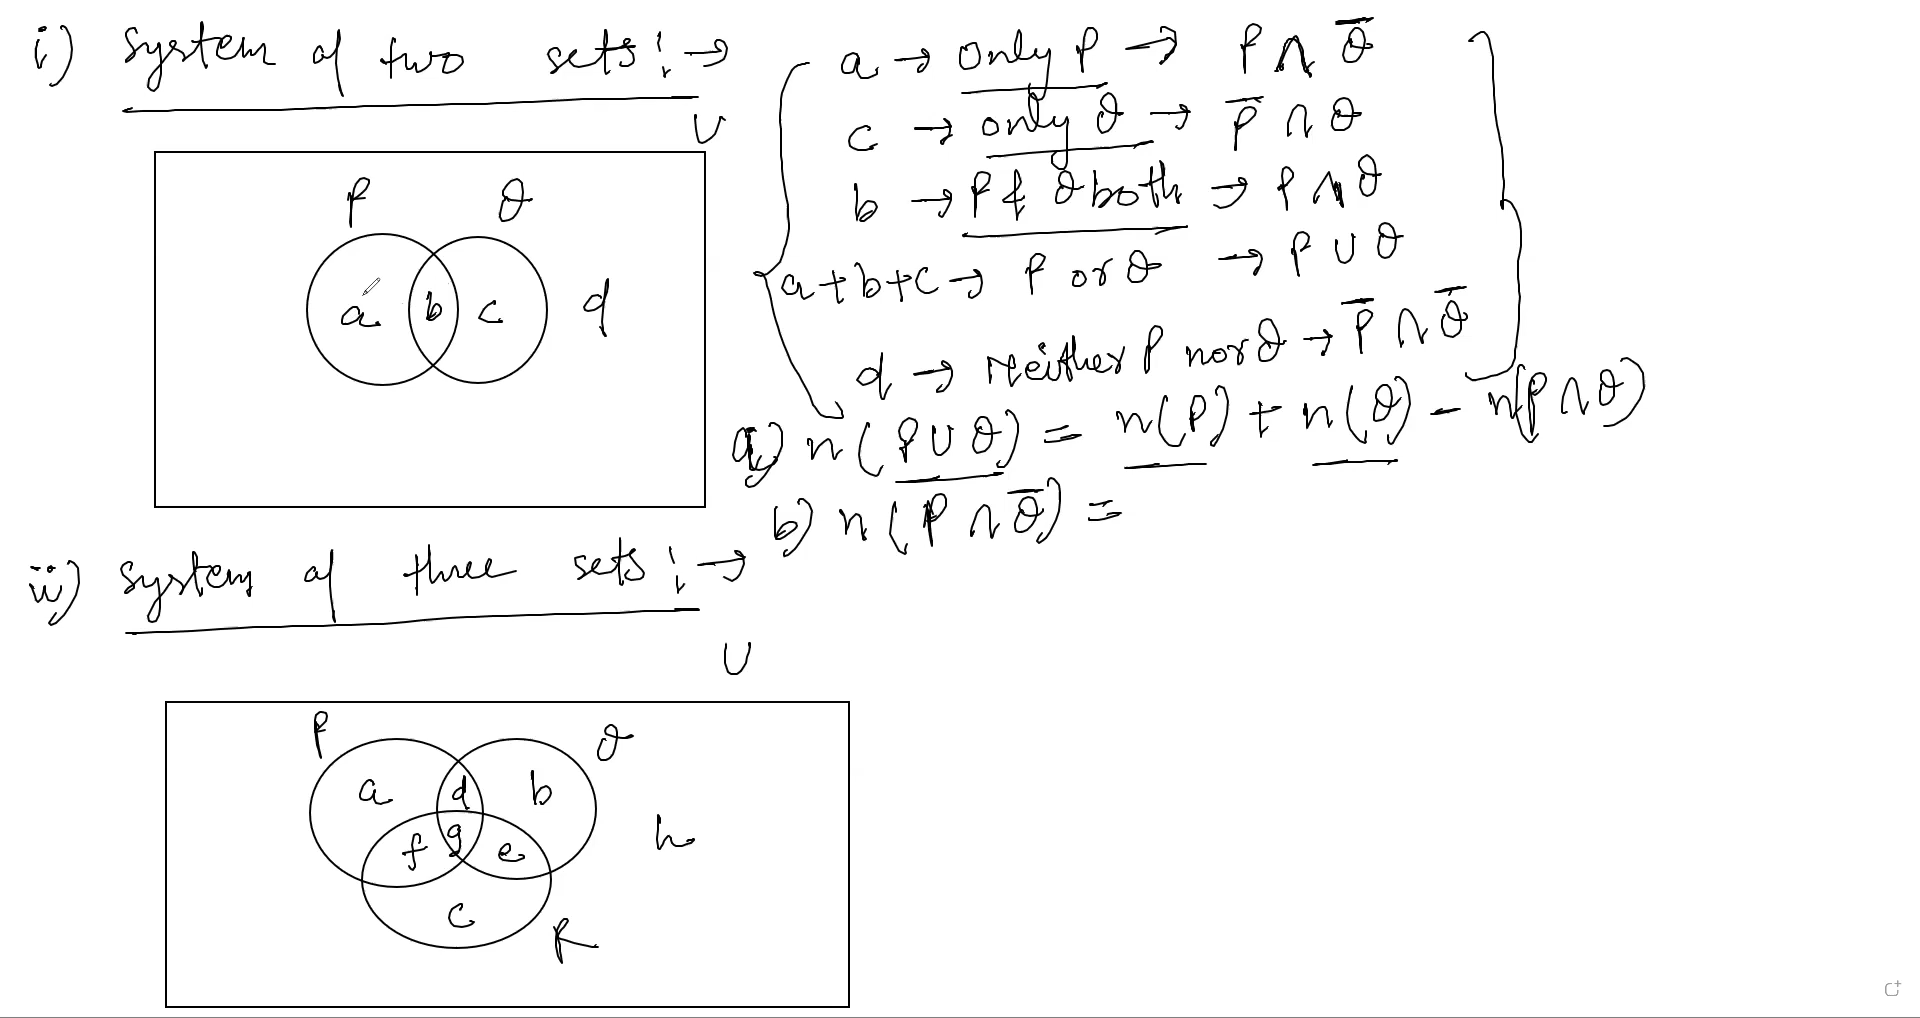 i) System of two sets :→
a → only P → P ∩ Q̅
c → only Q → P̅ ∩ Q
b → P & Q both → P ∩ Q
a+b+c → P or Q → P ∪ Q
d → Neither P nor Q → P̅ ∩ Q̅
a) n(P∪Q) = n(P) + n(Q) - n(P∩Q)
b) n(P ∩ Q̅) =
U
P Q
a b c d
ii) System of three sets :→
U
P Q
a d b
f g e h
c
R